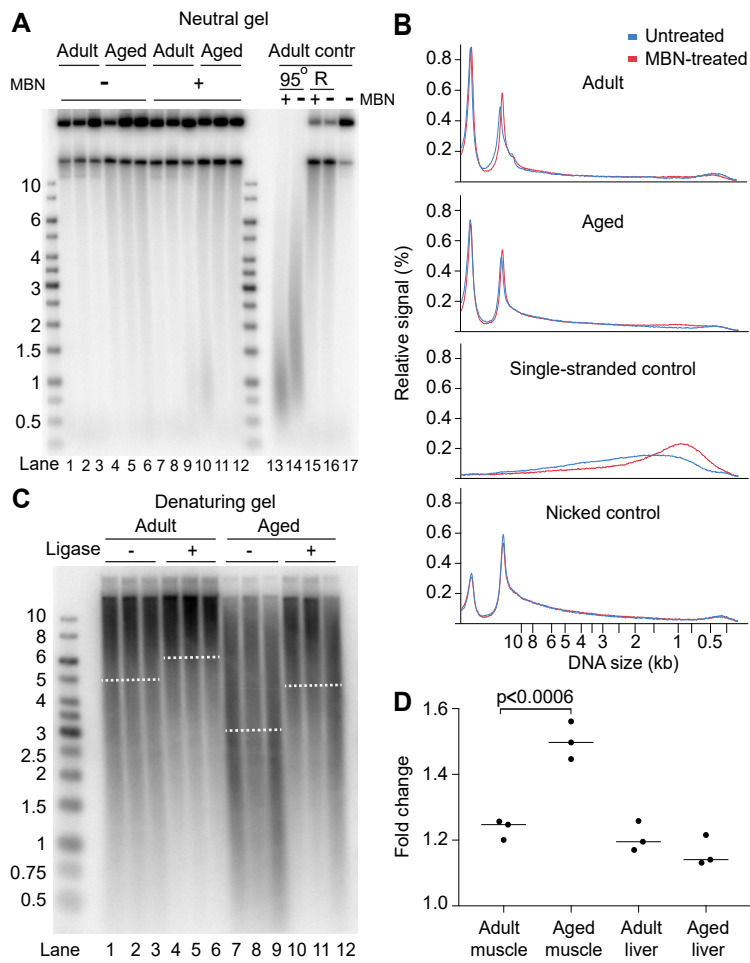 A
Neutral gel
Adult Aged Adult Aged
Adult contr
MBN
- +
95° R
+ - + - - MBN
10
8
6
4
3
2
1.5
1
0.5
Lane 1 2 3 4 5 6 7 8 9 10 11 12 13 14 15 16 17
B
Untreated
MBN-treated
Relative signal (%)
Adult
0.8
0.6
0.4
0.2
Aged
0.8
0.6
0.4
0.2
Single-stranded control
0.8
0.6
0.4
0.2
Nicked control
0.8
0.6
0.4
0.2
10 8 6 5 4 3 2 1 0.5
DNA size (kb)
C
Denaturing gel
Adult Aged
Ligase - + - +
10
8
6
5
4
3
2.5
2
1.5
1
0.75
0.5
Lane 1 2 3 4 5 6 7 8 9 10 11 12
D
p<0.0006
Fold change
1.6
1.4
1.2
1.0
Adult Aged Adult Aged
muscle muscle liver liver